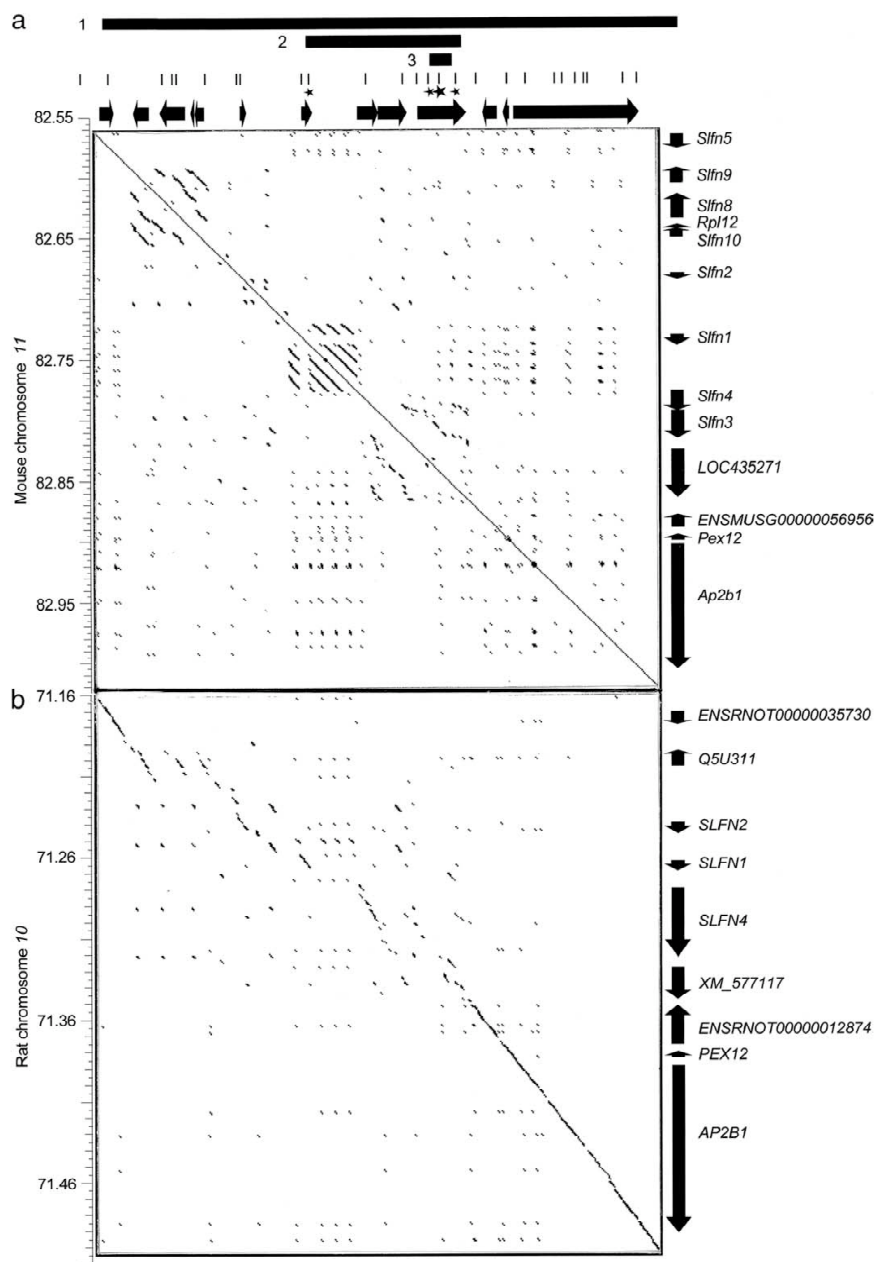 a
1
2
3
82.55
82.65
82.75
82.85
82.95
Mouse chromosome 11
Slfn5
Slfn9
Slfn8
Rpl12
Slfn10
Slfn2
Slfn1
Slfn4
Slfn3
LOC435271
ENSMUSG00000056956
Pex12
Ap2b1
b
71.16
71.26
71.36
71.46
Rat chromosome 10
ENSRNOT00000035730
Q5U311
SLFN2
SLFN1
SLFN4
XM_577117
ENSRNOT00000012874
PEX12
AP2B1